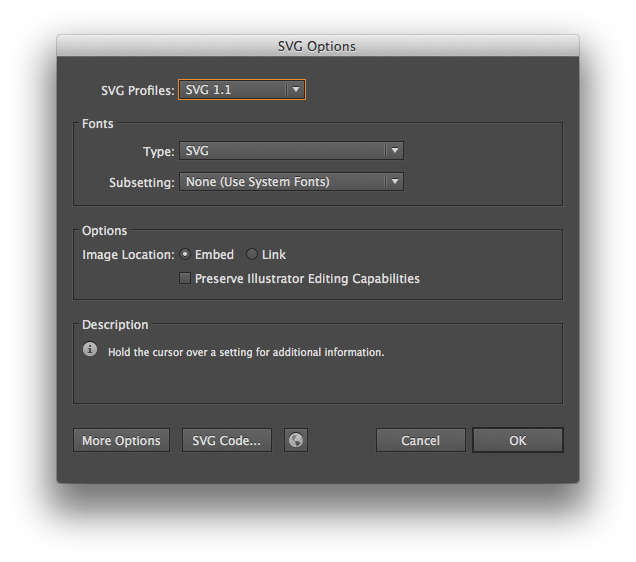 SVG Options
SVG Profiles: SVG 1.1
Fonts
Type: SVG
Subsetting: None (Use System Fonts)
Options
Image Location: Embed Link
Preserve Illustrator Editing Capabilities
Description
Hold the cursor over a setting for additional information.
More Options SVG Code... Cancel OK